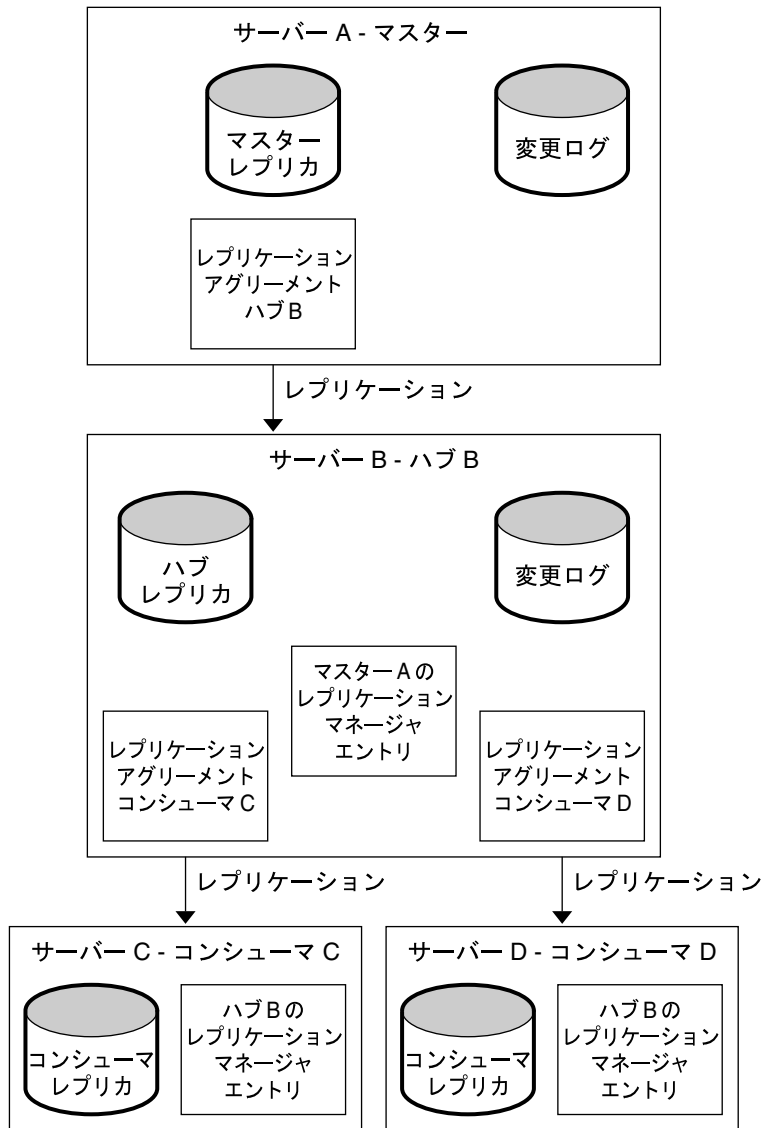 サーバー A - マスター
マスター
レプリカ
変更ログ
レプリケーション
アグリーメント
ハブ B
レプリケーション
サーバー B - ハブ B
ハブ
レプリカ
変更ログ
マスター A の
レプリケーション
マネージャ
エントリ
レプリケーション
アグリーメント
コンシューマ C
レプリケーション
アグリーメント
コンシューマ D
レプリケーション
レプリケーション
サーバー C - コンシューマ C
コンシューマ
レプリカ
ハブ B の
レプリケーション
マネージャ
エントリ
サーバー D - コンシューマ D
コンシューマ
レプリカ
ハブ B の
レプリケーション
マネージャ
エントリ